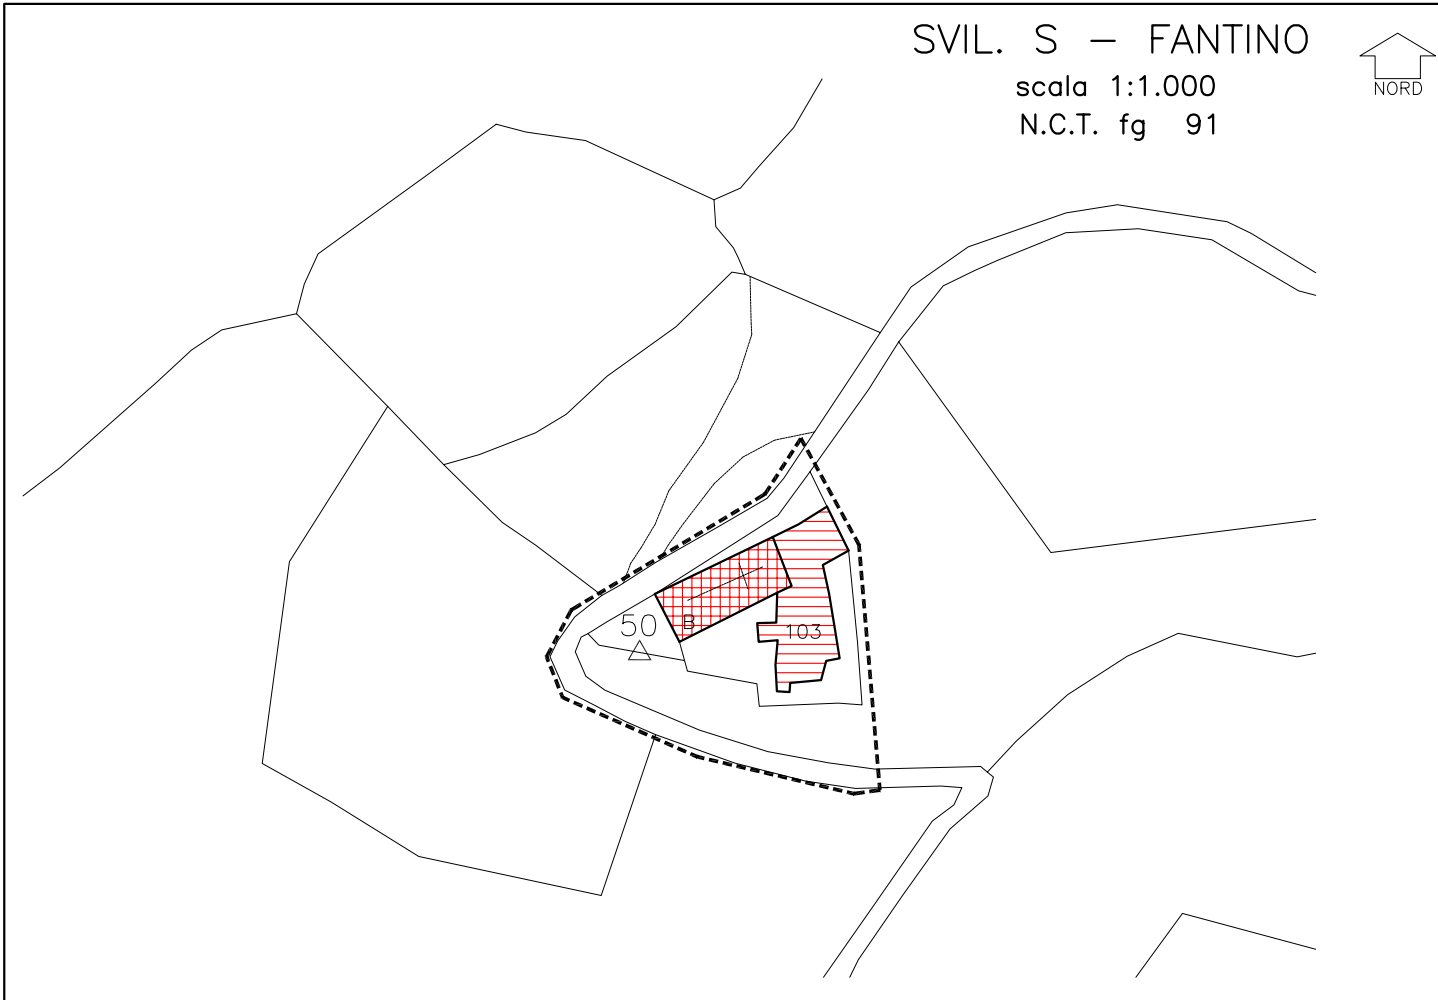 SVIL. S – FANTINO
NORD
scala 1:1.000
N.C.T. fg 91
50
B
103